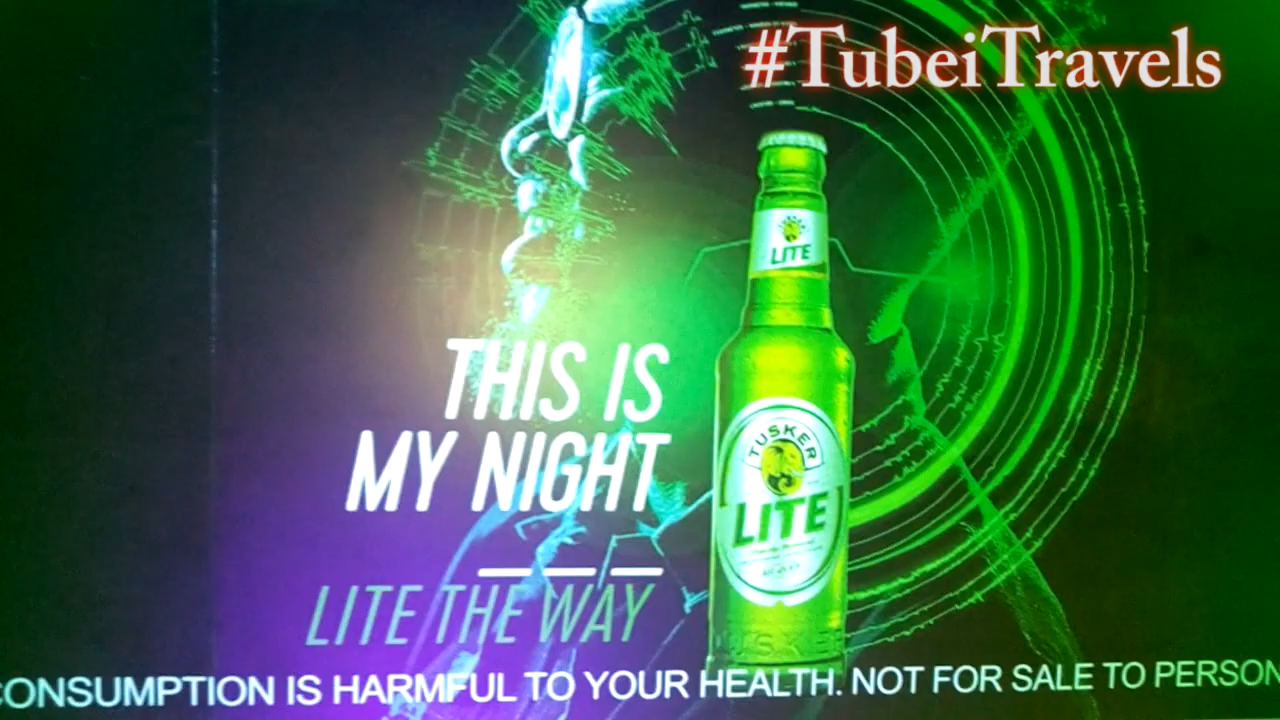 #TubeiTravels
LITE
THIS IS
MY NIGHT
TUSKER
LITE
LITE THE WAY
TUSKER
CONSUMPTION IS HARMFUL TO YOUR HEALTH. NOT FOR SALE TO PERSON